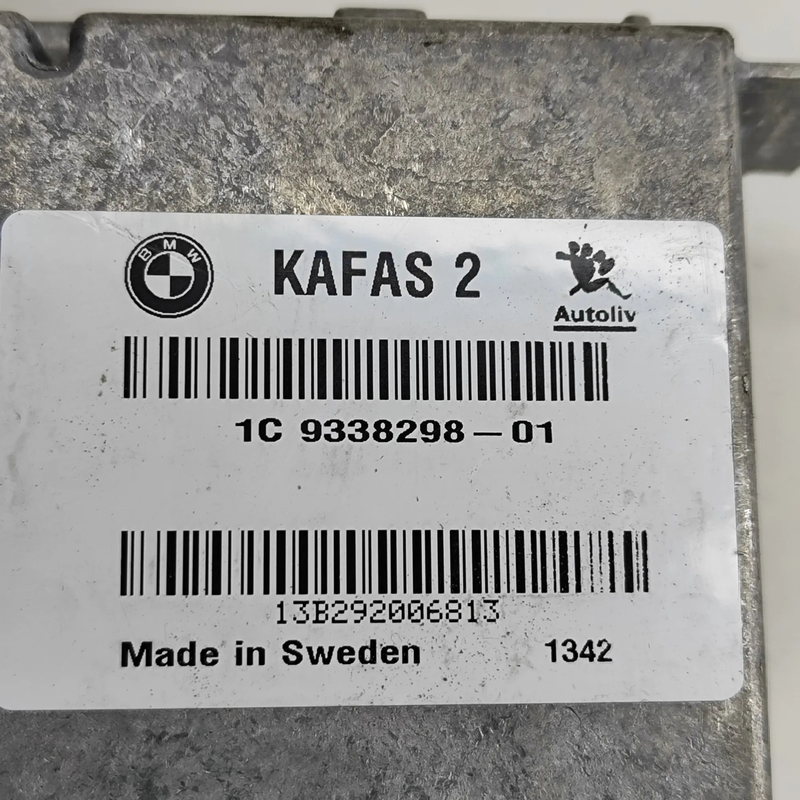 BMW
KAFAS 2
Autoliv
1C 9338298-01
13B292006813
Made in Sweden 1342